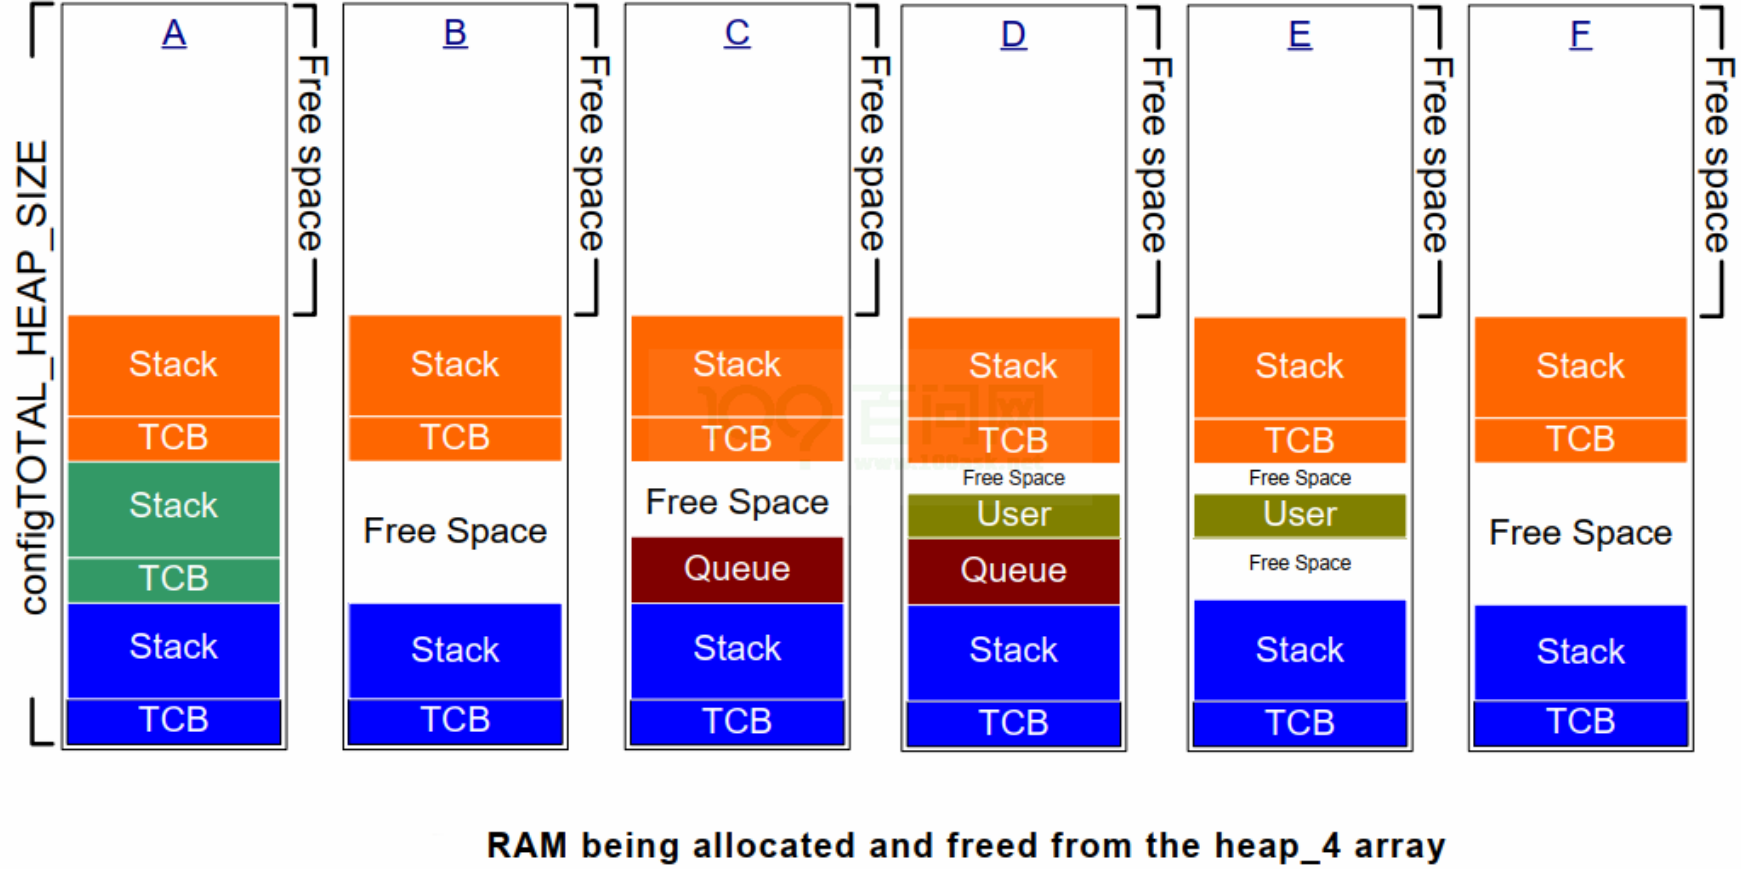 configTOTAL_HEAP_SIZE
A
Free space
Stack
TCB
Stack
TCB
Stack
TCB
B
Free space
Stack
TCB
Free Space
Stack
TCB
C
Free space
Stack
TCB
Free Space
Queue
Stack
TCB
D
Free space
Stack
TCB
Free Space
User
Queue
Stack
TCB
E
Free space
Stack
TCB
Free Space
User
Free Space
Stack
TCB
F
Free space
Stack
TCB
Free Space
Stack
TCB
百问网
RAM being allocated and freed from the heap_4 array